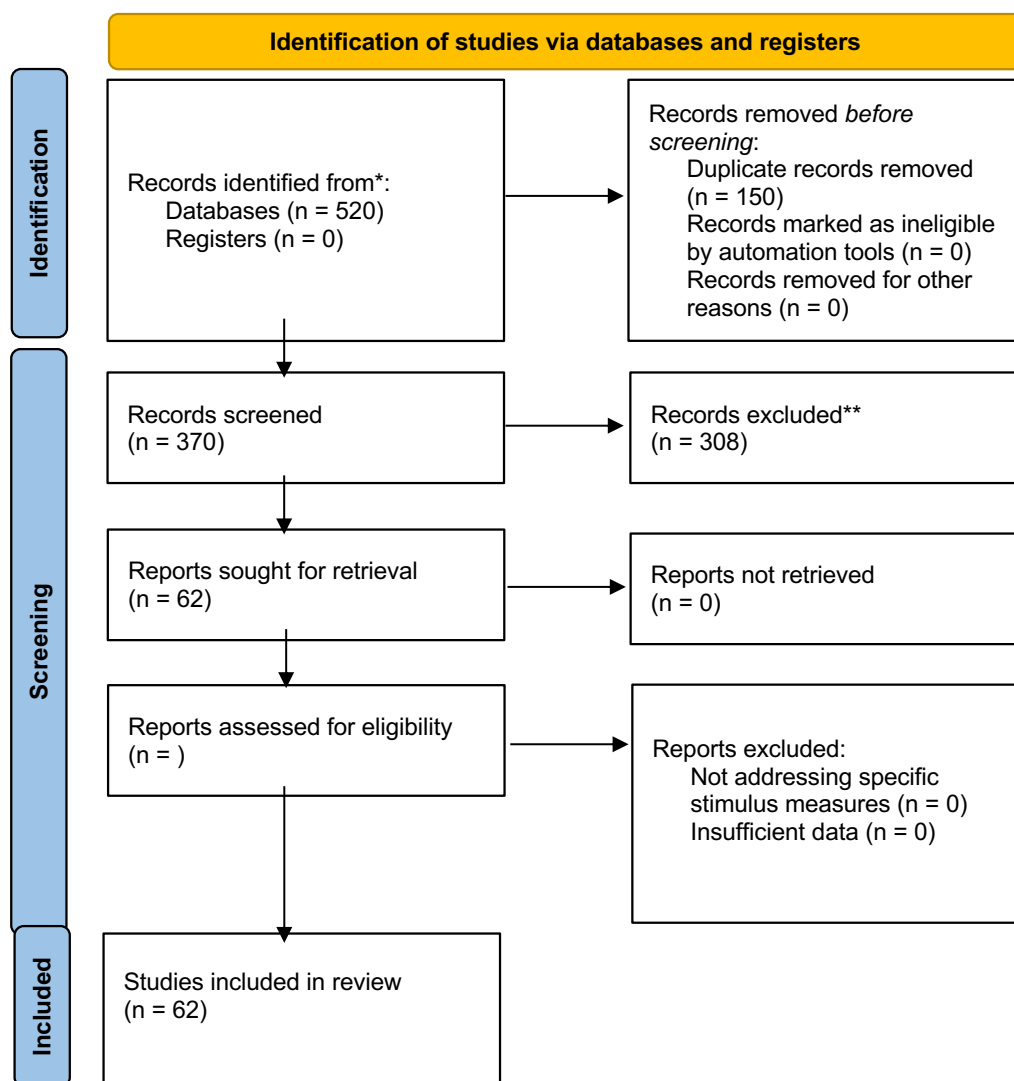 Identification of studies via databases and registers
Identification
Records identified from*:
Databases (n = 520)
Registers (n = 0)
Records removed before
screening:
Duplicate records removed
(n = 150)
Records marked as ineligible
by automation tools (n = 0)
Records removed for other
reasons (n = 0)
Screening
Records screened
(n = 370)
Records excluded**
(n = 308)
Reports sought for retrieval
(n = 62)
Reports not retrieved
(n = 0)
Reports assessed for eligibility
(n = )
Reports excluded:
Not addressing specific
stimulus measures (n = 0)
Insufficient data (n = 0)
Included
Studies included in review
(n = 62)